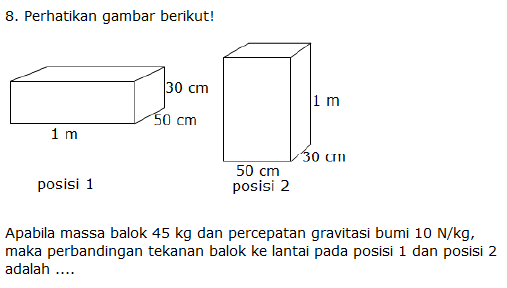 8. Perhatikan gambar berikut!
30 cm
50 cm
1 m
posisi 1
1 m
30 cm
50 cm
posisi 2
Apabila massa balok 45 kg dan percepatan gravitasi bumi 10 N/kg,
maka perbandingan tekanan balok ke lantai pada posisi 1 dan posisi 2
adalah ....